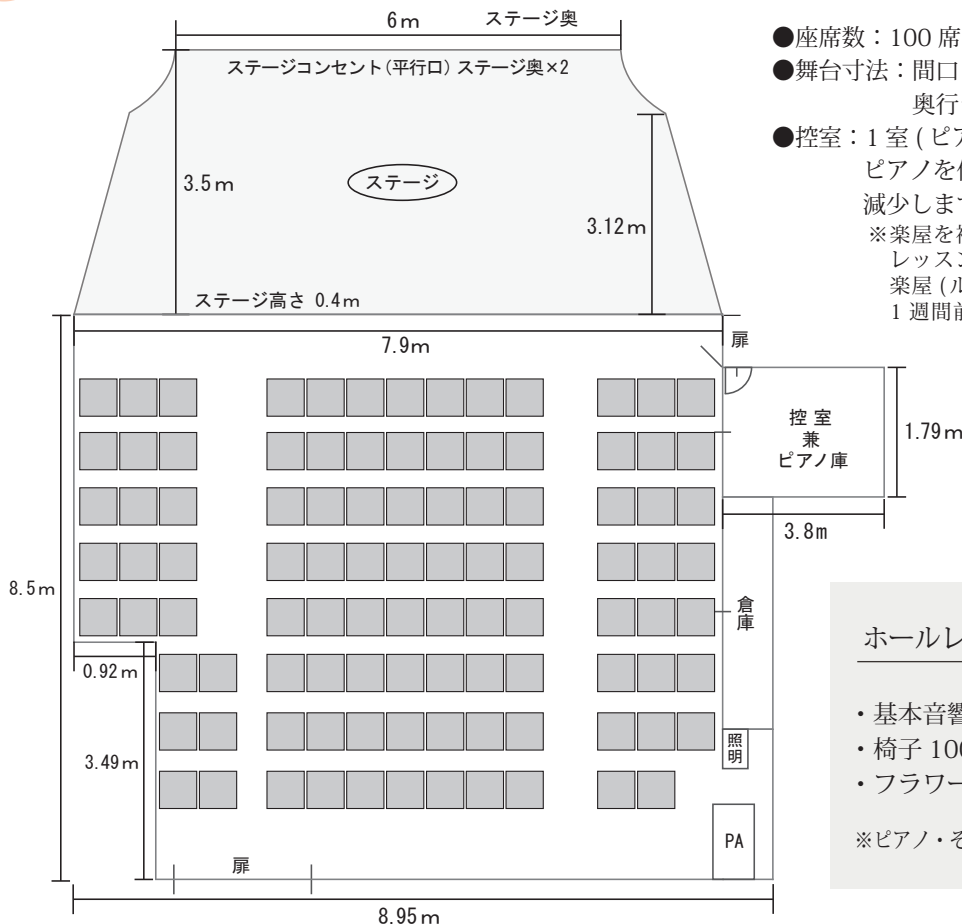 6m
ステージ奥
ステージコンセント(平行口) ステージ奥×2
3.5m
ステージ
3.12m
ステージ高さ 0.4m
7.9m
扉
控室
兼
ピアノ庫
1.79m
3.8m
8.5m
倉庫
0.92m
3.49m
照明
PA
扉
8.95m
●座席数:100 席
●舞台寸法:間口
奥行
●控室:1 室 ( ピア
ピアノを
減少します
※楽屋を
レッスン
楽屋 ( ル
1 週間前
ホールレ
・基本音響
・椅子 100
・フラワー
※ピアノ・そ